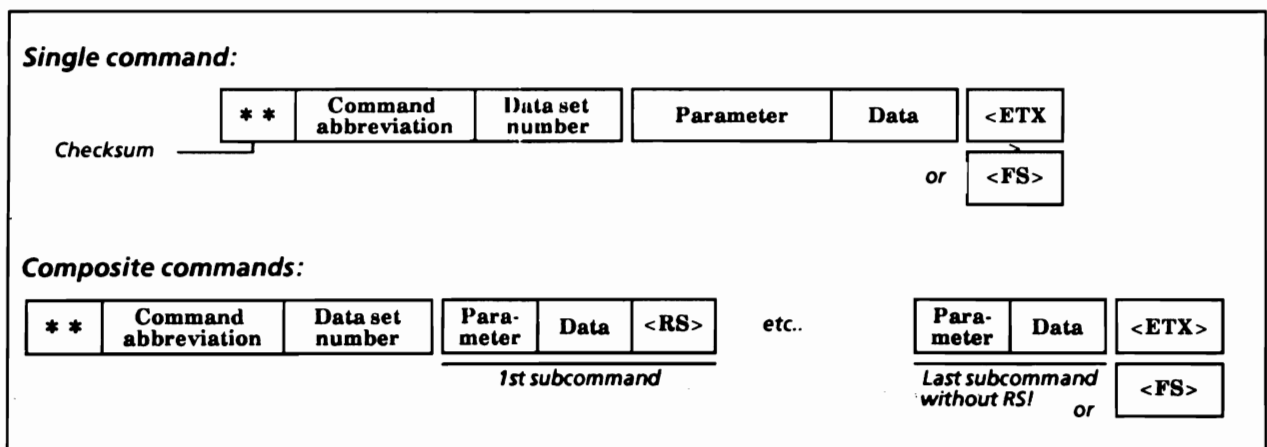 Single command:
* * Command abbreviation Data set number Parameter Data <ETX
>
Checksum
or <FS>
Composite commands:
* * Command abbreviation Data set number Para- meter Data <RS> etc.. Para- meter Data <ETX>
1st subcommand
Last subcommand
without RS! or <FS>